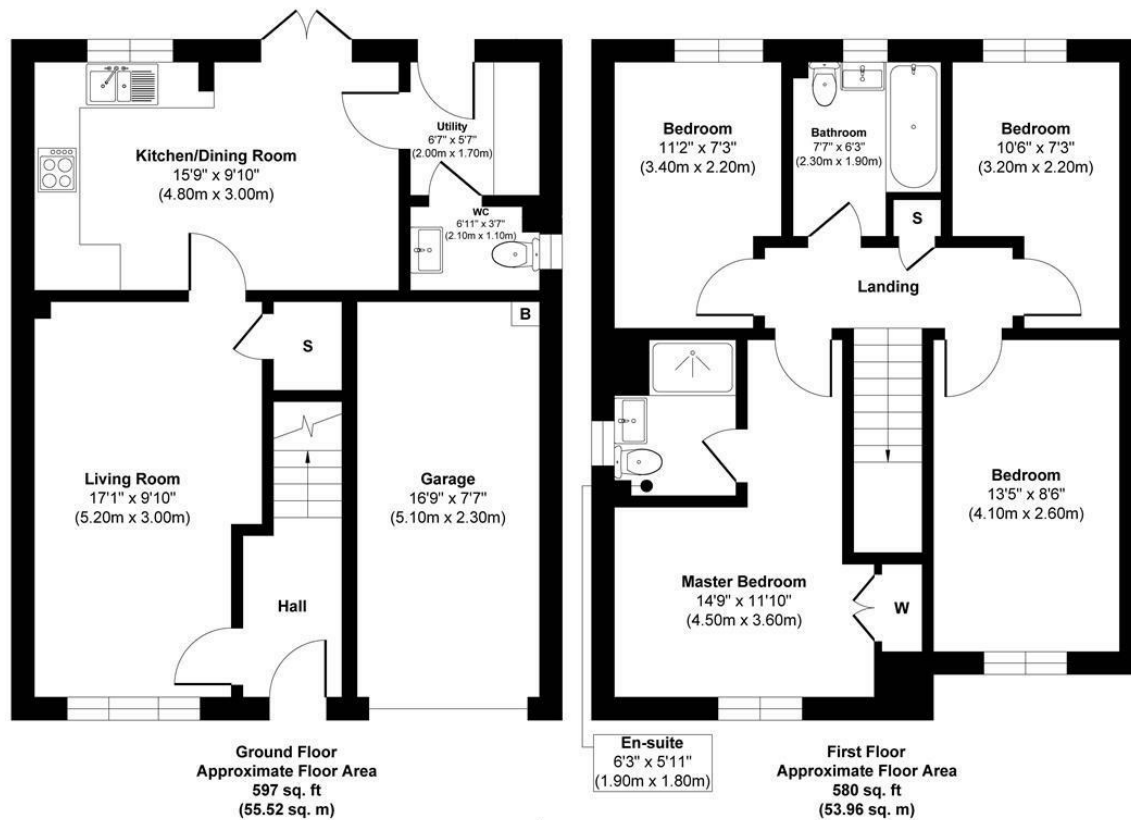 Kitchen/Dining Room
15'9" x 9'10"
(4.80m x 3.00m)
Utility
6'7" x 5'7"
(2.00m x 1.70m)
WC
6'11" x 3'7"
(2.10m x 1.10m)
B
S
Living Room
17'1" x 9'10"
(5.20m x 3.00m)
Garage
16'9" x 7'7"
(5.10m x 2.30m)
Hall
Ground Floor
Approximate Floor Area
597 sq. ft
(55.52 sq. m)
Bedroom
11'2" x 7'3"
(3.40m x 2.20m)
Bathroom
7'7" x 6'3"
(2.30m x 1.90m)
Bedroom
10'6" x 7'3"
(3.20m x 2.20m)
S
Landing
Bedroom
13'5" x 8'6"
(4.10m x 2.60m)
Master Bedroom
14'9" x 11'10"
(4.50m x 3.60m)
W
En-suite
6'3" x 5'11"
(1.90m x 1.80m)
First Floor
Approximate Floor Area
580 sq. ft
(53.96 sq. m)